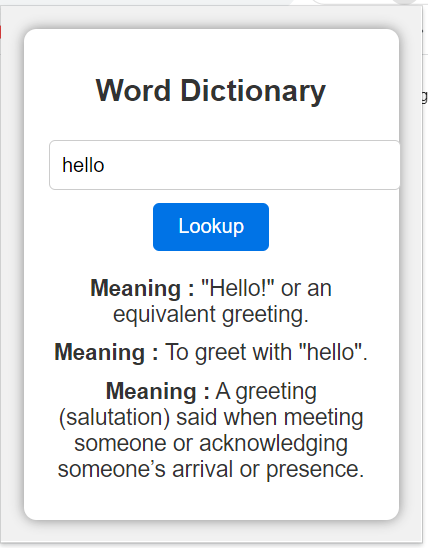 Word Dictionary
hello
Lookup
Meaning : "Hello!" or an
equivalent greeting.
Meaning : To greet with "hello".
Meaning : A greeting
(salutation) said when meeting
someone or acknowledging
someone’s arrival or presence.